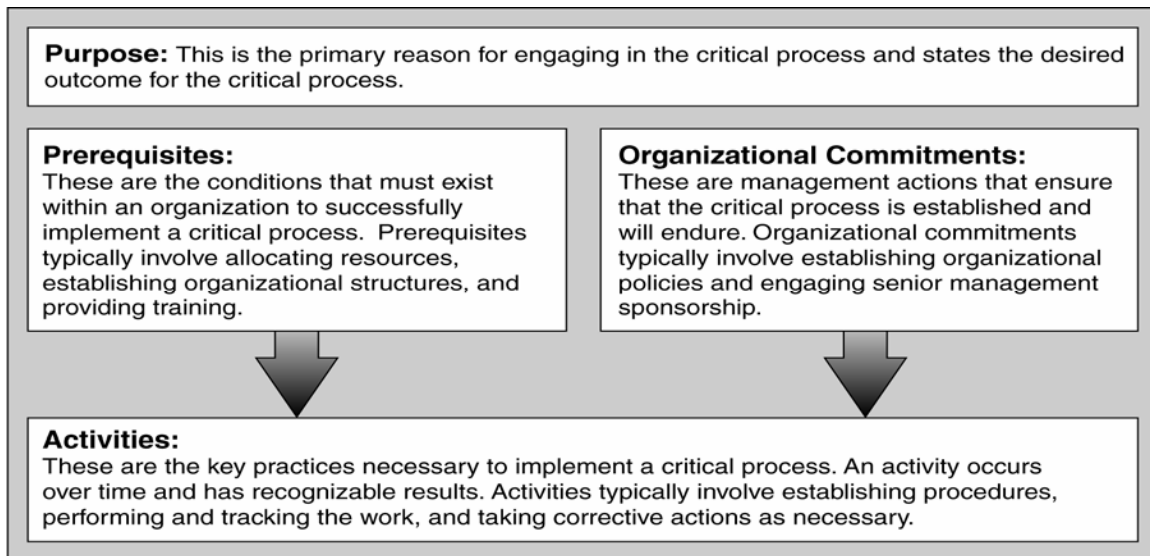 Purpose: This is the primary reason for engaging in the critical process and states the desired
outcome for the critical process.
Prerequisites:
These are the conditions that must exist
within an organization to successfully
implement a critical process.  Prerequisites
typically involve allocating resources,
establishing organizational structures, and
providing training.
Organizational Commitments:
These are management actions that ensure
that the critical process is established and
will endure. Organizational commitments
typically involve establishing organizational
policies and engaging senior management
sponsorship.
Activities:
These are the key practices necessary to implement a critical process. An activity occurs
over time and has recognizable results. Activities typically involve establishing procedures,
performing and tracking the work, and taking corrective actions as necessary.